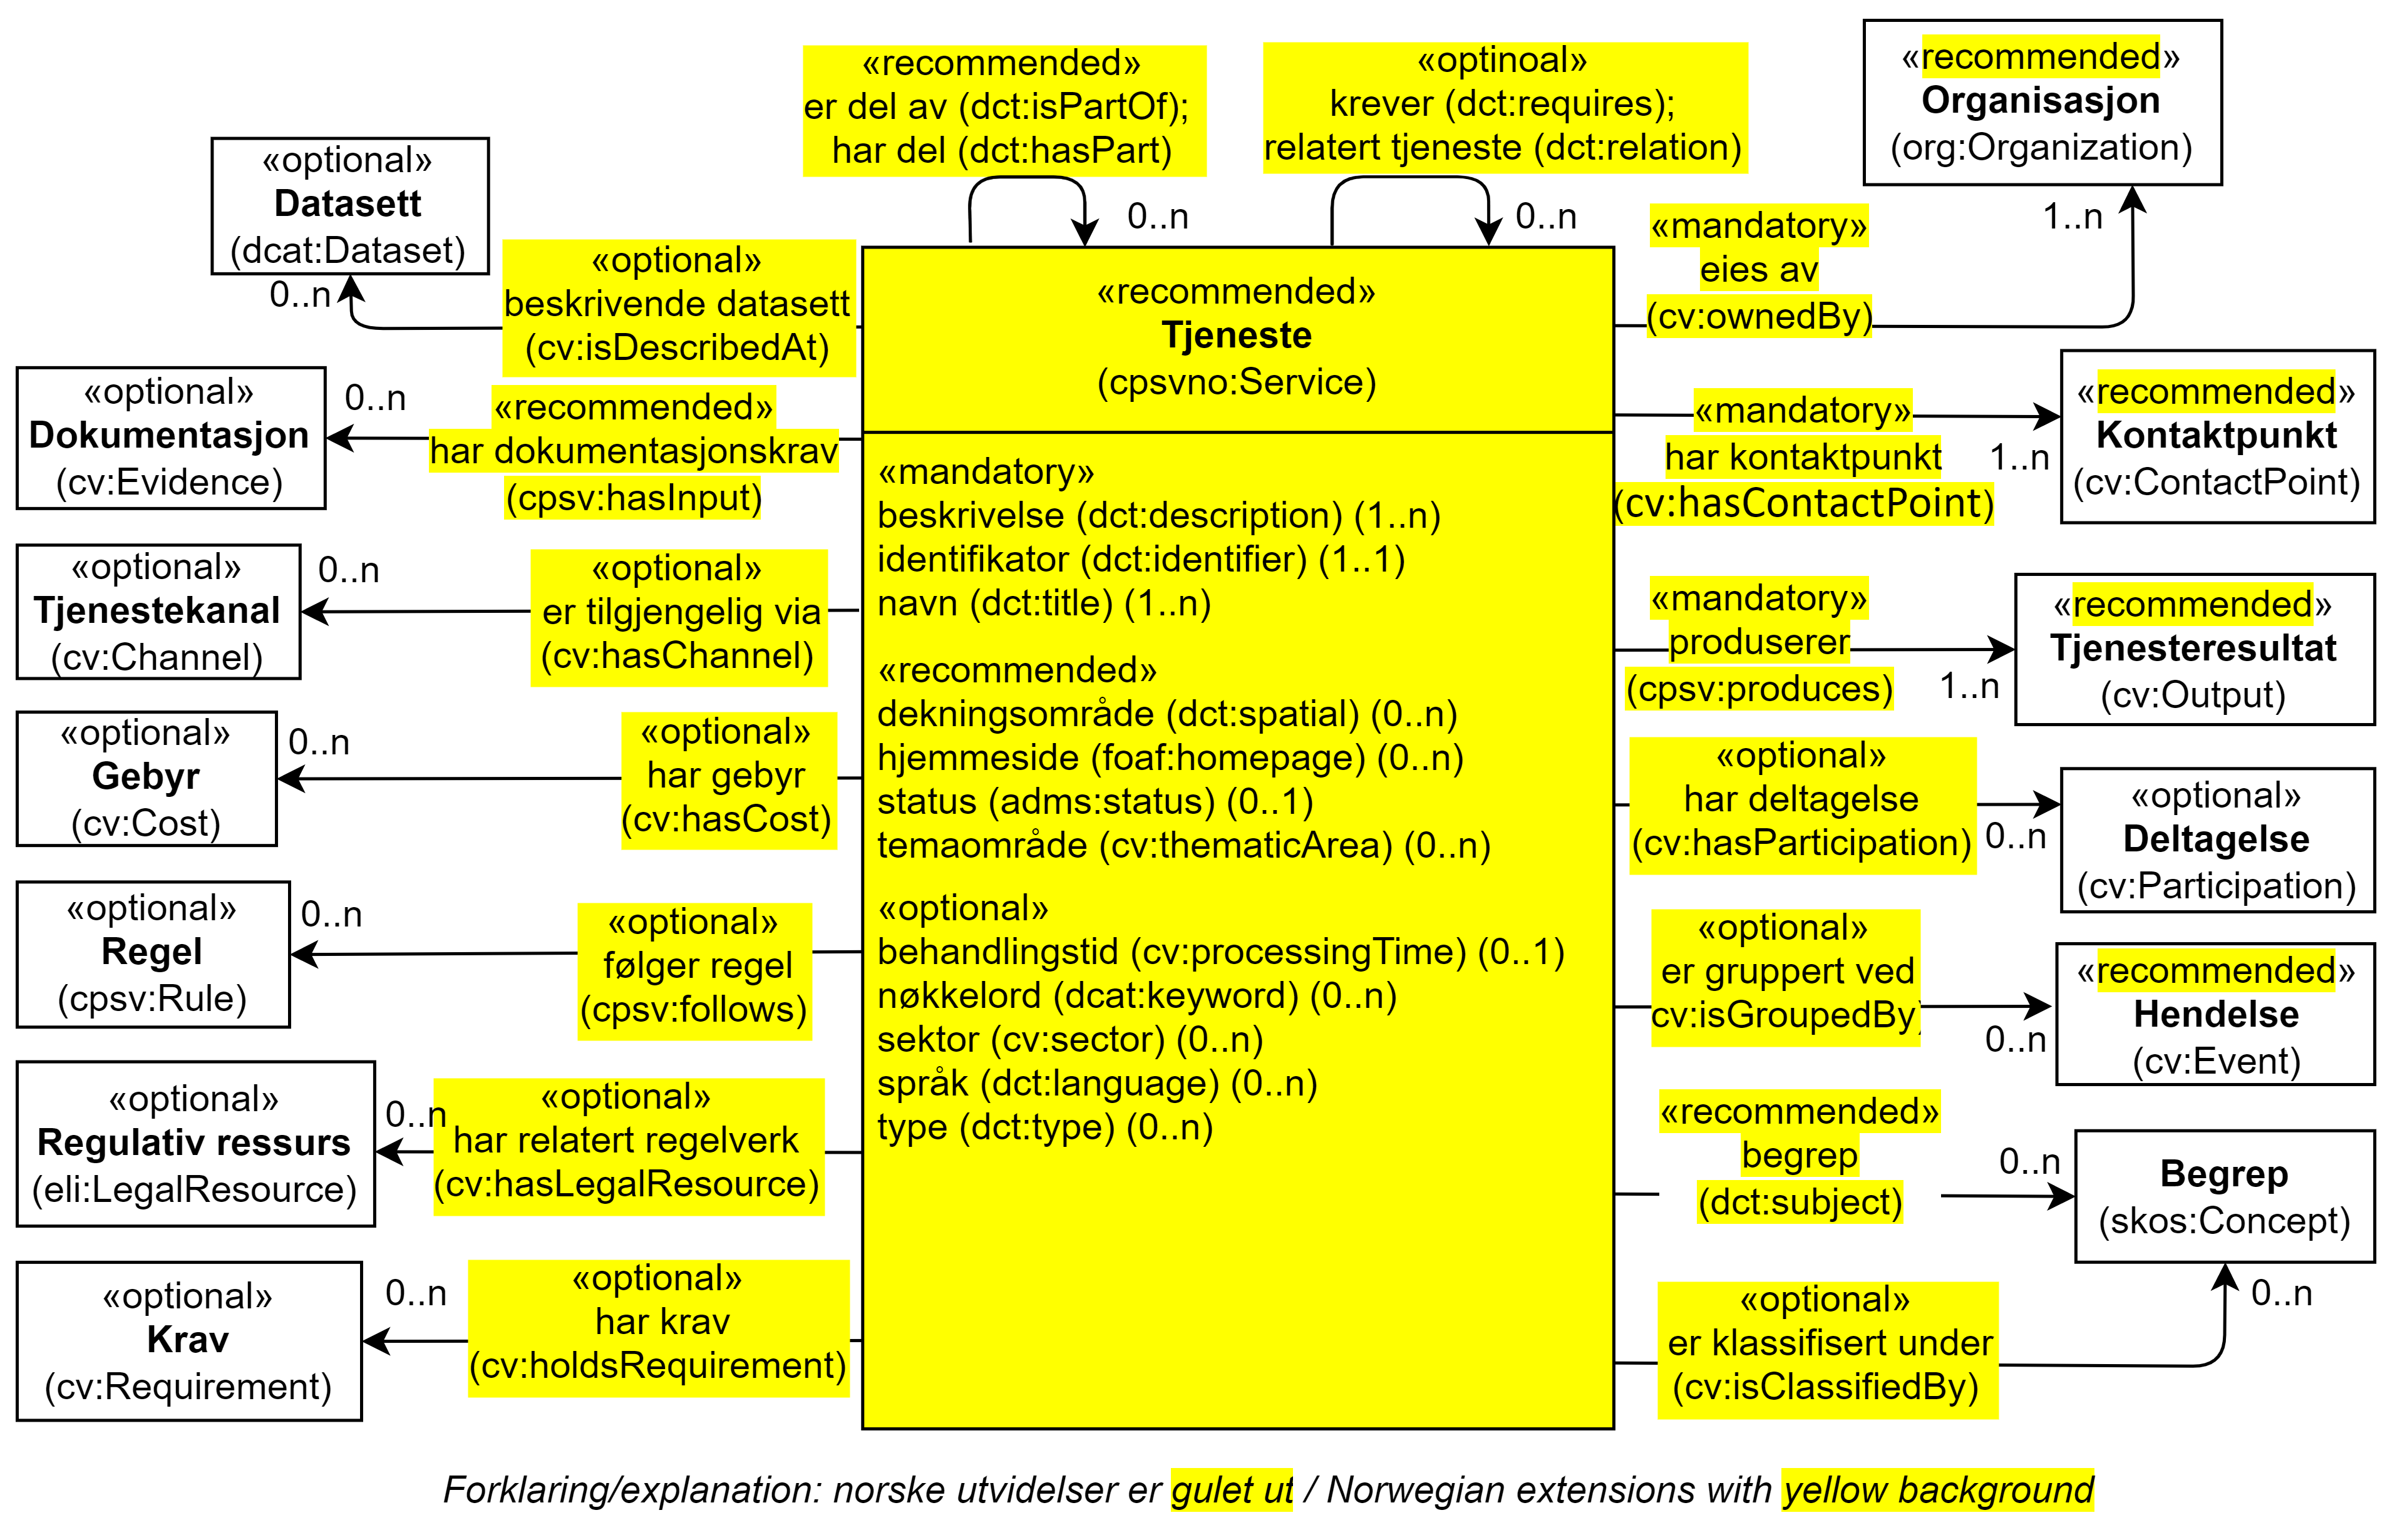 «recommended»
er del av (dct:isPartOf);
har del (dct:hasPart)
0..n
«optinoal»
krever (dct:requires);
relatert tjeneste (dct:relation)
0..n
«recommended»
Organisasjon
(org:Organization)
1..n
«mandatory»
eies av
(cv:ownedBy)
«optional»
Datasett
(dcat:Dataset)
0..n
«optional»
beskrivende datasett
(cv:isDescribedAt)
«optional»
Dokumentasjon
(cv:Evidence)
0..n
«recommended»
har dokumentasjonskrav
(cpsv:hasInput)
«optional»
Tjenestekanal
(cv:Channel)
0..n
«optional»
er tilgjengelig via
(cv:hasChannel)
«optional»
Gebyr
(cv:Cost)
0..n
«optional»
har gebyr
(cv:hasCost)
«optional»
Regel
(cpsv:Rule)
0..n
«optional»
følger regel
(cpsv:follows)
«optional»
Regulativ ressurs
(eli:LegalResource)
0..n
«optional»
har relatert regelverk
(cv:hasLegalResource)
«optional»
Krav
(cv:Requirement)
0..n
«optional»
har krav
(cv:holdsRequirement)
«recommended»
Tjeneste
(cpsvno:Service)
«mandatory»
beskrivelse (dct:description) (1..n)
identifikator (dct:identifier) (1..1)
navn (dct:title) (1..n)
«recommended»
dekningsområde (dct:spatial) (0..n)
hjemmeside (foaf:homepage) (0..n)
status (adms:status) (0..1)
temaområde (cv:thematicArea) (0..n)
«optional»
behandlingstid (cv:processingTime) (0..1)
nøkkelord (dcat:keyword) (0..n)
sektor (cv:sector) (0..n)
språk (dct:language) (0..n)
type (dct:type) (0..n)
«mandatory»
har kontaktpunkt
(cv:hasContactPoint)
1..n
«recommended»
Kontaktpunkt
(cv:ContactPoint)
«mandatory»
produserer
(cpsv:produces)
1..n
«recommended»
Tjenesteresultat
(cv:Output)
«optional»
har deltagelse
(cv:hasParticipation)
0..n
«optional»
Deltagelse
(cv:Participation)
«optional»
er gruppert ved
cv:isGroupedBy)
0..n
«recommended»
Hendelse
(cv:Event)
«recommended»
begrep
(dct:subject)
0..n
Begrep
(skos:Concept)
«optional»
er klassifisert under
(cv:isClassifiedBy)
0..n
Forklaring/explanation: norske utvidelser er gulet ut / Norwegian extensions with yellow background